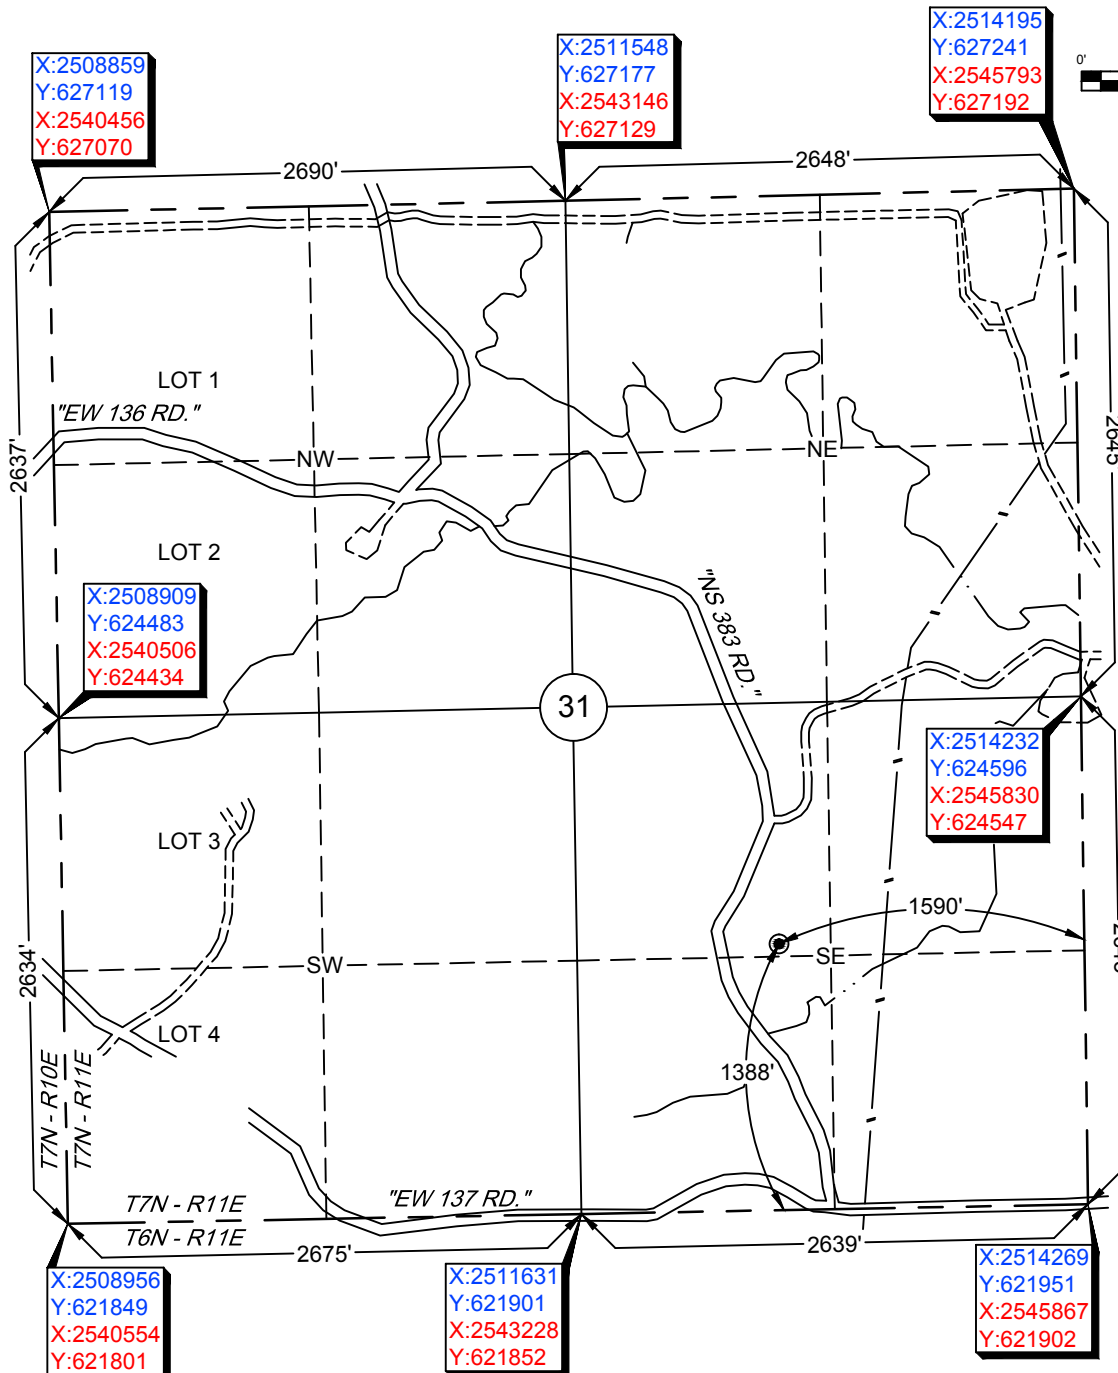 X:2514195
Y:627241
X:2545793
Y:627192
X:2511548
Y:627177
X:2543146
Y:627129
X:2508859
Y:627119
X:2540456
Y:627070
0'
2690'
2648'
LOT 1
"EW 136 RD."
NW
NE
2637'
2645'
LOT 2
X:2508909
Y:624483
X:2540506
Y:624434
"NS 383 RD."
31
X:2514232
Y:624596
X:2545830
Y:624547
LOT 3
1590'
SW
SE
2634'
LOT 4
1388'
T7N - R10E
T7N - R11E
T7N - R11E
T6N - R11E
"EW 137 RD."
2675'
2639'
X:2508956
Y:621849
X:2540554
Y:621801
X:2511631
Y:621901
X:2543228
Y:621852
X:2514269
Y:621951
X:2545867
Y:621902